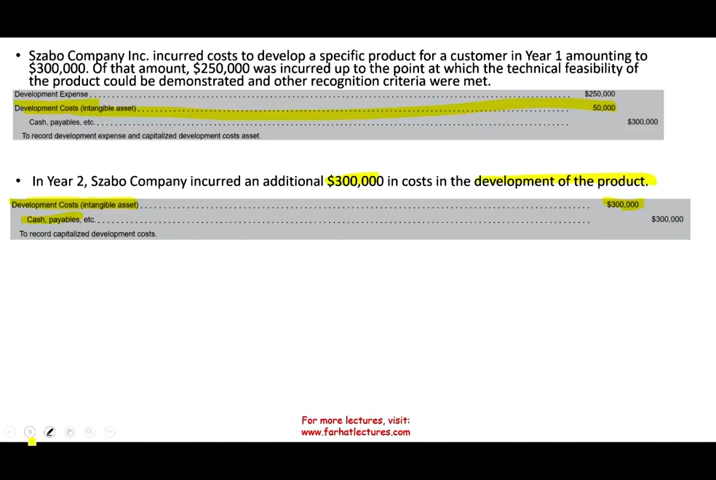 • Szabo Company Inc. incurred costs to develop a specific product for a customer in Year 1 amounting to
$300,000. Of that amount, $250,000 was incurred up to the point at which the technical feasibility of
the product could be demonstrated and other recognition criteria were met.
Development Expense $250,000
Development Costs (intangible asset) 50,000
Cash, payables, etc. $300,000
To record development expense and capitalized development costs asset.
• In Year 2, Szabo Company incurred an additional $300,000 in costs in the development of the product.
Development Costs (intangible asset) $300,000
Cash, payables, etc. $300,000
To record capitalized development costs.
For more lectures, visit:
www.farhatlectures.com